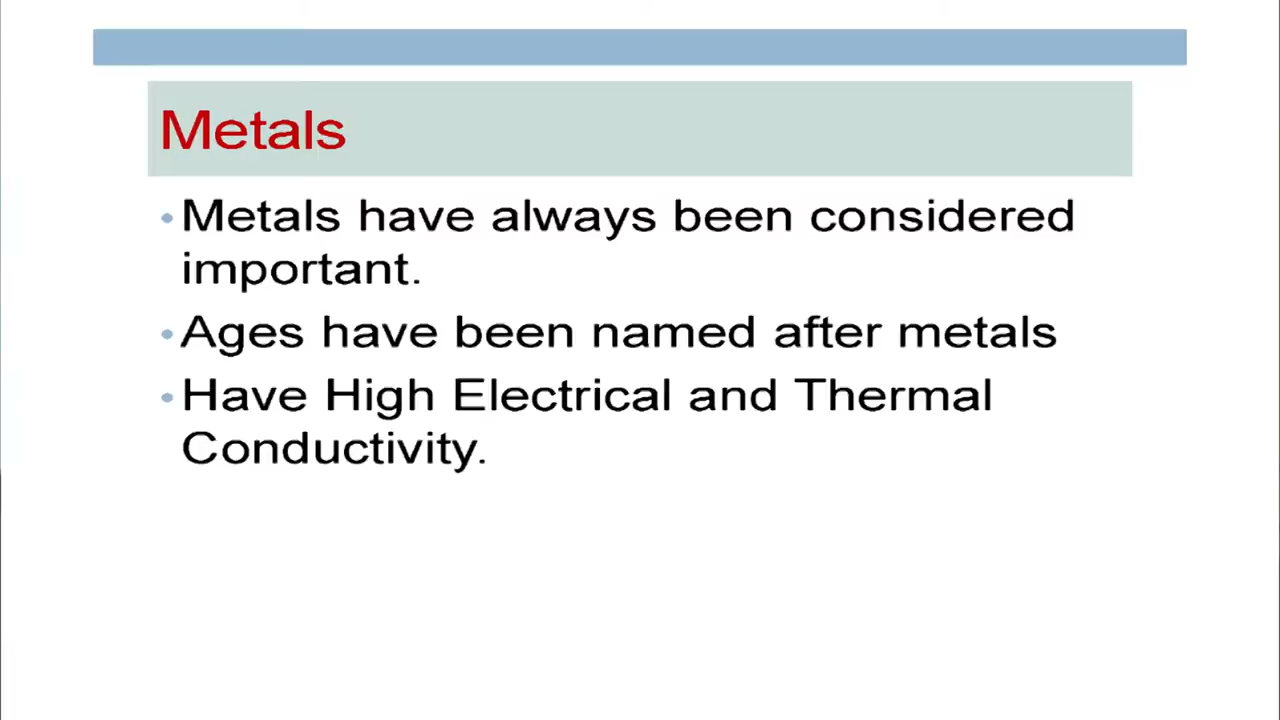 Metals
• Metals have always been considered
important.
• Ages have been named after metals
• Have High Electrical and Thermal
Conductivity.